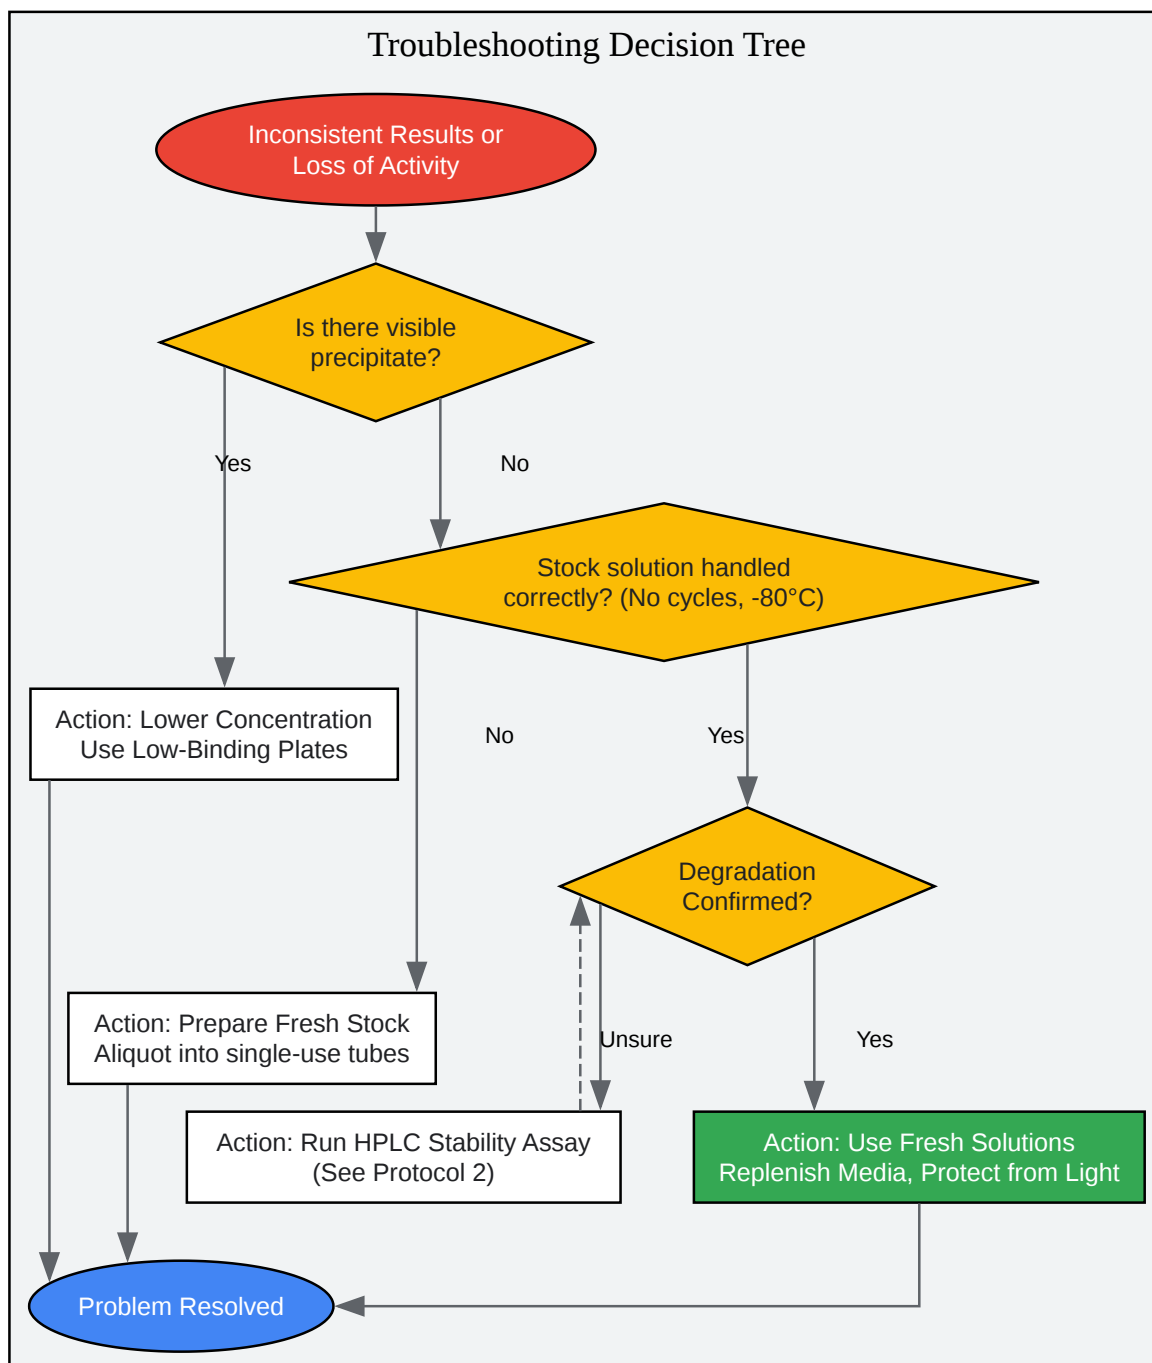 Troubleshooting Decision Tree
Inconsistent Results or
Loss of Activity
Is there visible
precipitate?
Yes
No
Stock solution handled
correctly? (No cycles, -80°C)
Action: Lower Concentration
Use Low-Binding Plates
No
Yes
Degradation
Confirmed?
Action: Prepare Fresh Stock
Aliquot into single-use tubes
Unsure
Yes
Action: Run HPLC Stability Assay
(See Protocol 2)
Action: Use Fresh Solutions
Replenish Media, Protect from Light
Problem Resolved